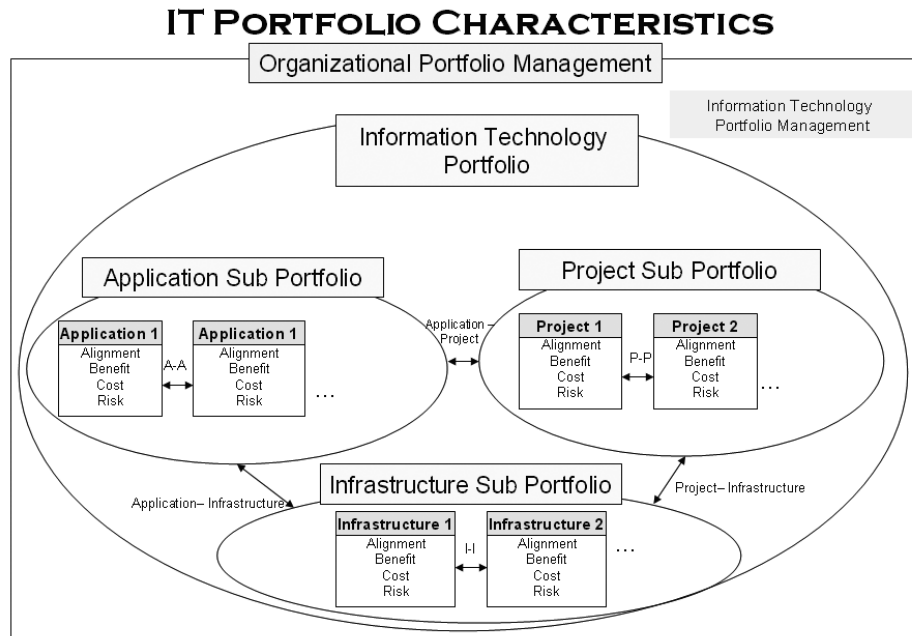 IT PORTFOLIO CHARACTERISTICS
Organizational Portfolio Management
Information Technology
Portfolio Management
Information Technology
Portfolio
Application Sub Portfolio
Project Sub Portfolio
Application 1
Alignment
Benefit
Cost
Risk
A-A
Application 1
Alignment
Benefit
Cost
Risk
...
Application –
Project
Project 1
Alignment
Benefit
Cost
Risk
P-P
Project 2
Alignment
Benefit
Cost
Risk
...
Application– Infrastructure
Project– Infrastructure
Infrastructure Sub Portfolio
Infrastructure 1
Alignment
Benefit
Cost
Risk
I-I
Infrastructure 2
Alignment
Benefit
Cost
Risk
...